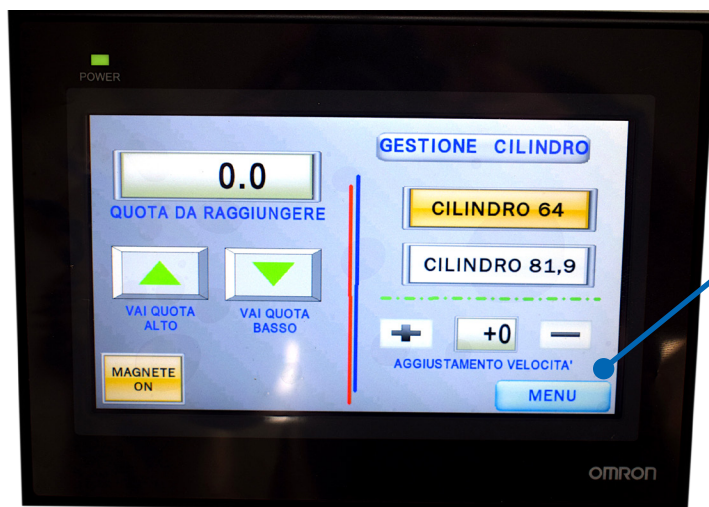 POWER
0.0
QUOTA DA RAGGIUNGERE
VAI QUOTA
ALTO
VAI QUOTA
BASSO
MAGNETE
ON
GESTIONE CILINDRO
CILINDRO 64
CILINDRO 81,9
+ +0 −
AGGIUSTAMENTO VELOCITA'
MENU
OMRON